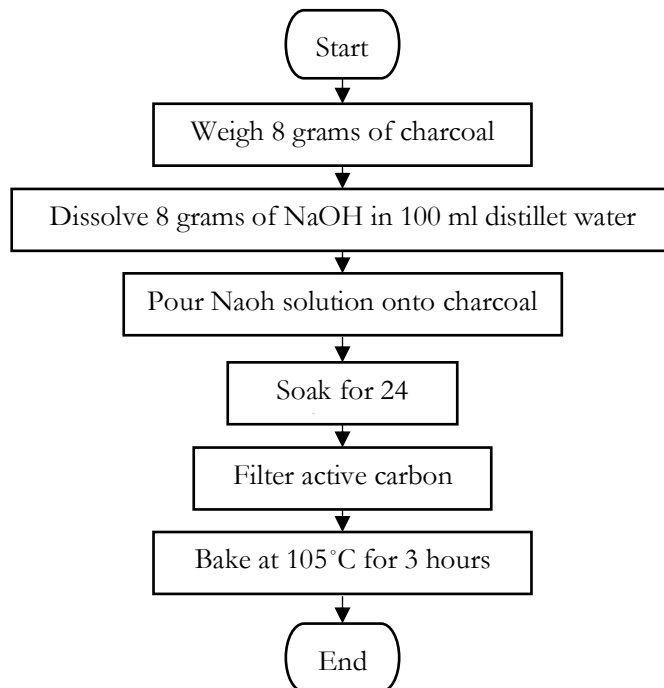 Start
Weigh 8 grams of charcoal
Dissolve 8 grams of NaOH in 100 ml distillet water
Pour Naoh solution onto charcoal
Soak for 24
Filter active carbon
Bake at 105°C for 3 hours
End